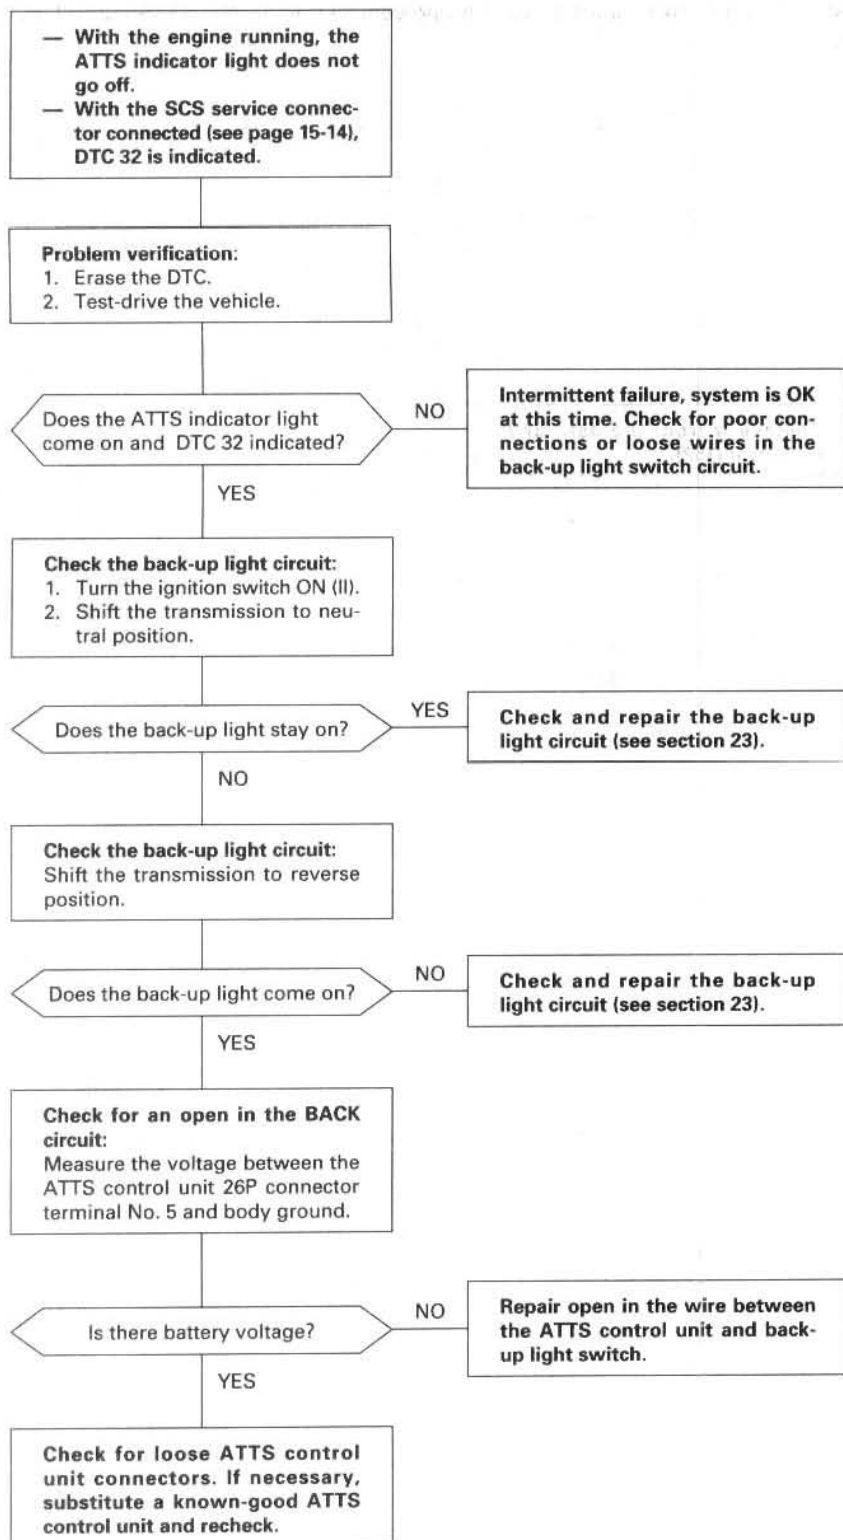 — With the engine running, the
ATTS indicator light does not
go off.
— With the SCS service connec-
tor connected (see page 15-14),
DTC 32 is indicated.
Problem verification:
1. Erase the DTC.
2. Test-drive the vehicle.
Does the ATTS indicator light
come on and DTC 32 indicated?
NO
Intermittent failure, system is OK
at this time. Check for poor con-
nections or loose wires in the
back-up light switch circuit.
YES
Check the back-up light circuit:
1. Turn the ignition switch ON (II).
2. Shift the transmission to neu-
tral position.
Does the back-up light stay on?
YES
Check and repair the back-up
light circuit (see section 23).
NO
Check the back-up light circuit:
Shift the transmission to reverse
position.
Does the back-up light come on?
NO
Check and repair the back-up
light circuit (see section 23).
YES
Check for an open in the BACK
circuit:
Measure the voltage between the
ATTS control unit 26P connector
terminal No. 5 and body ground.
Is there battery voltage?
NO
Repair open in the wire between
the ATTS control unit and back-
up light switch.
YES
Check for loose ATTS control
unit connectors. If necessary,
substitute a known-good ATTS
control unit and recheck.